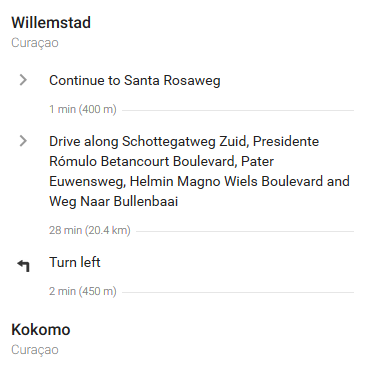 Willemstad
Curaçao
Continue to Santa Rosaweg
1 min (400 m)
Drive along Schottegatweg Zuid, Presidente
Rómulo Betancourt Boulevard, Pater
Euwensweg, Helmin Magno Wiels Boulevard and
Weg Naar Bullenbaai
28 min (20.4 km)
Turn left
2 min (450 m)
Kokomo
Curaçao